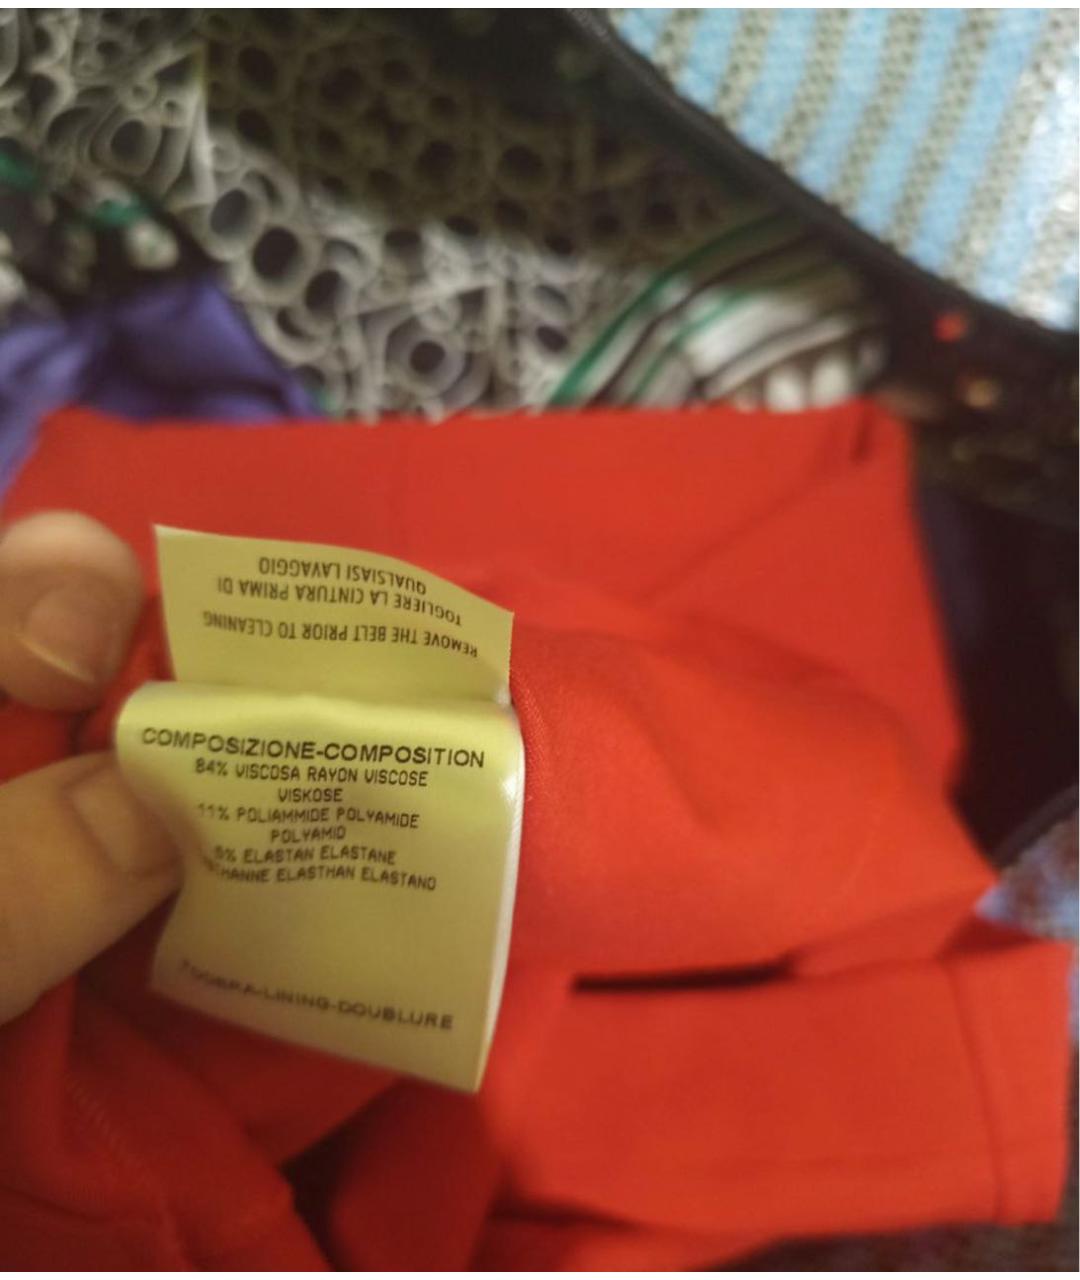 REMOVE THE BELT PRIOR TO CLEANING
TOGLIERE LA CINTURA PRIMA DI
QUALSIASI LAVAGGIO
COMPOSIZIONE-COMPOSITION
84% VISCOSA RAYON VISCOSE
VISKOSE
11% POLIAMMIDE POLYAMIDE
POLYAMID
5% ELASTAN ELASTANE
ELASTHAN ELASTANO
FODERA-LINING-DOUBLURE